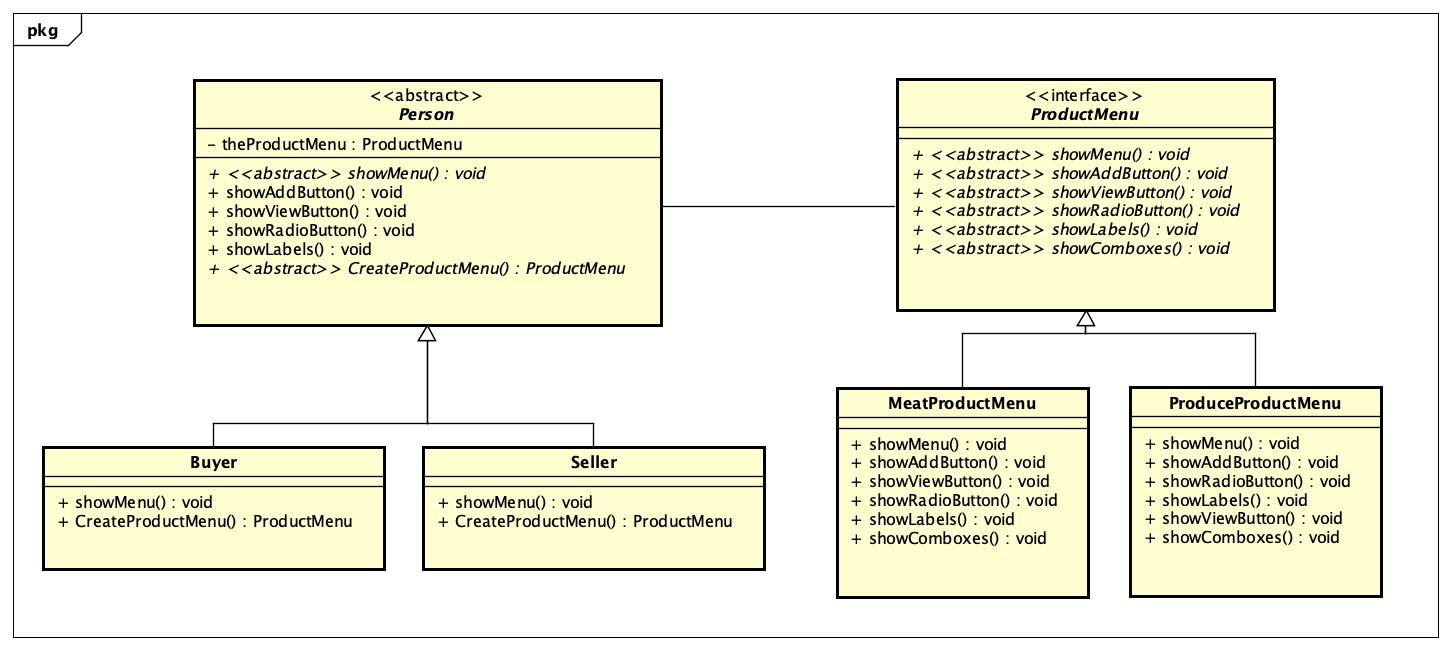 pkg
<<abstract>>
Person
– theProductMenu : ProductMenu
+ <<abstract>> showMenu() : void
+ showAddButton() : void
+ showViewButton() : void
+ showRadioButton() : void
+ showLabels() : void
+ <<abstract>> CreateProductMenu() : ProductMenu
<<interface>>
ProductMenu
+ <<abstract>> showMenu() : void
+ <<abstract>> showAddButton() : void
+ <<abstract>> showViewButton() : void
+ <<abstract>> showRadioButton() : void
+ <<abstract>> showLabels() : void
+ <<abstract>> showComboxes() : void
Buyer
+ showMenu() : void
+ CreateProductMenu() : ProductMenu
Seller
+ showMenu() : void
+ CreateProductMenu() : ProductMenu
MeatProductMenu
+ showMenu() : void
+ showAddButton() : void
+ showViewButton() : void
+ showRadioButton() : void
+ showLabels() : void
+ showComboxes() : void
ProduceProductMenu
+ showMenu() : void
+ showAddButton() : void
+ showRadioButton() : void
+ showLabels() : void
+ showViewButton() : void
+ showComboxes() : void